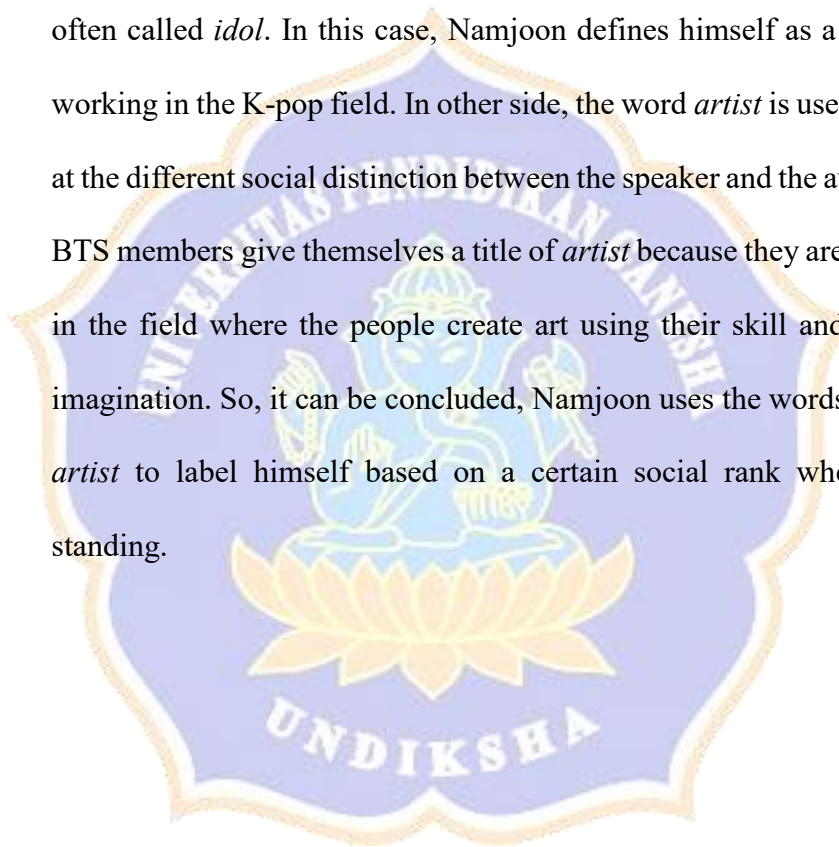 often called idol. In this case, Namjoon defines himself as a
working in the K-pop field. In other side, the word artist is use
at the different social distinction between the speaker and the a
BTS members give themselves a title of artist because they are
in the field where the people create art using their skill and
imagination. So, it can be concluded, Namjoon uses the words
artist to label himself based on a certain social rank wh
standing.
UNIVERSITAS PENDIDIKAN GANESH
UNDIKSHA